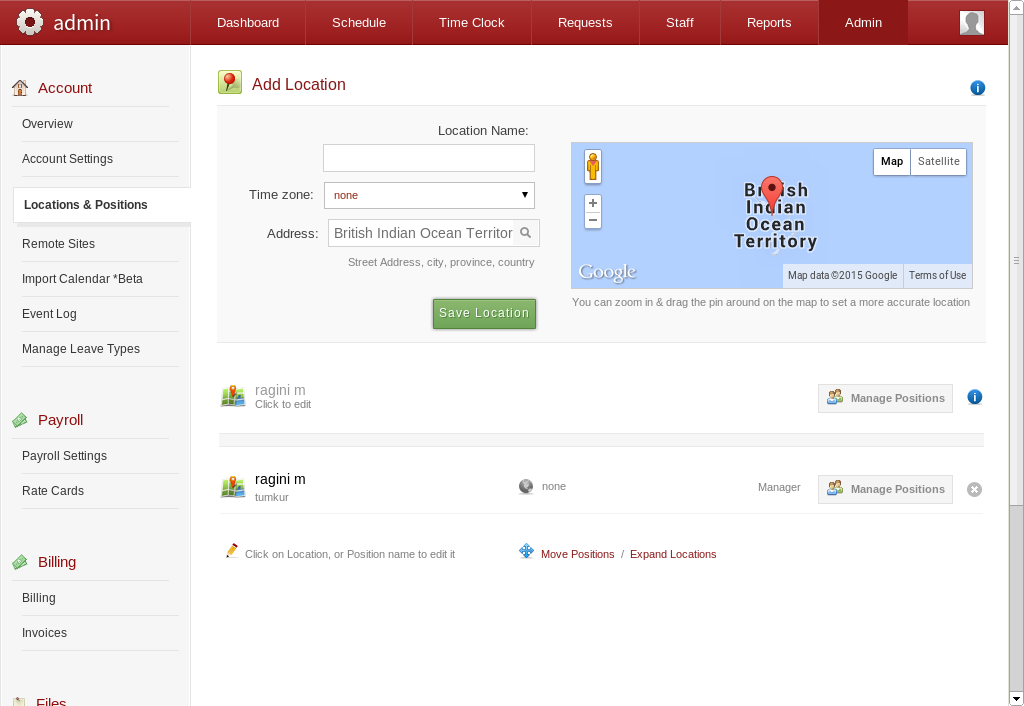 admin
Dashboard
Schedule
Time Clock
Requests
Staff
Reports
Admin
Account
Overview
Account Settings
Locations & Positions
Remote Sites
Import Calendar *Beta
Event Log
Manage Leave Types
Payroll
Payroll Settings
Rate Cards
Billing
Billing
Invoices
Files
Add Location
Location Name:
Time zone: none
Address: British Indian Ocean Territor
Street Address, city, province, country
Save Location
Map Satellite
British
Indian
Ocean
Territory
Google
Map data ©2015 Google
Terms of Use
You can zoom in & drag the pin around on the map to set a more accurate location
ragini m
Click to edit
Manage Positions
ragini m
tumkur
none
Manager
Manage Positions
Click on Location, or Position name to edit it
Move Positions / Expand Locations